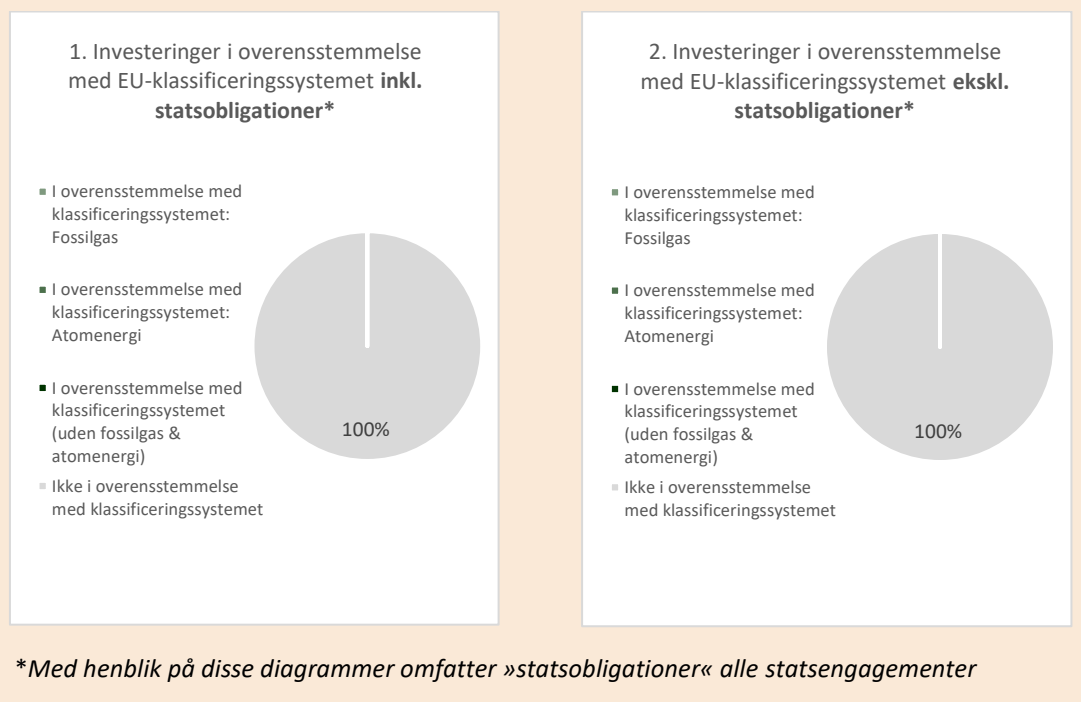 1. Investeringer i overensstemmelse
med EU-klassificeringssystemet inkl.
statsobligationer*
I overensstemmelse med
klassificeringssystemet:
Fossilgas
I overensstemmelse med
klassificeringssystemet:
Atomenergi
I overensstemmelse med
klassificeringssystemet
(uden fossilgas &
atomenergi)
Ikke i overensstemmelse
med klassificeringssystemet
100%
2. Investeringer i overensstemmelse
med EU-klassificeringssystemet ekskl.
statsobligationer*
I overensstemmelse med
klassificeringssystemet:
Fossilgas
I overensstemmelse med
klassificeringssystemet:
Atomenergi
I overensstemmelse med
klassificeringssystemet
(uden fossilgas &
atomenergi)
Ikke i overensstemmelse
med klassificeringssystemet
100%
*Med henblik på disse diagrammer omfatter »statsobligationer« alle statsengagementer